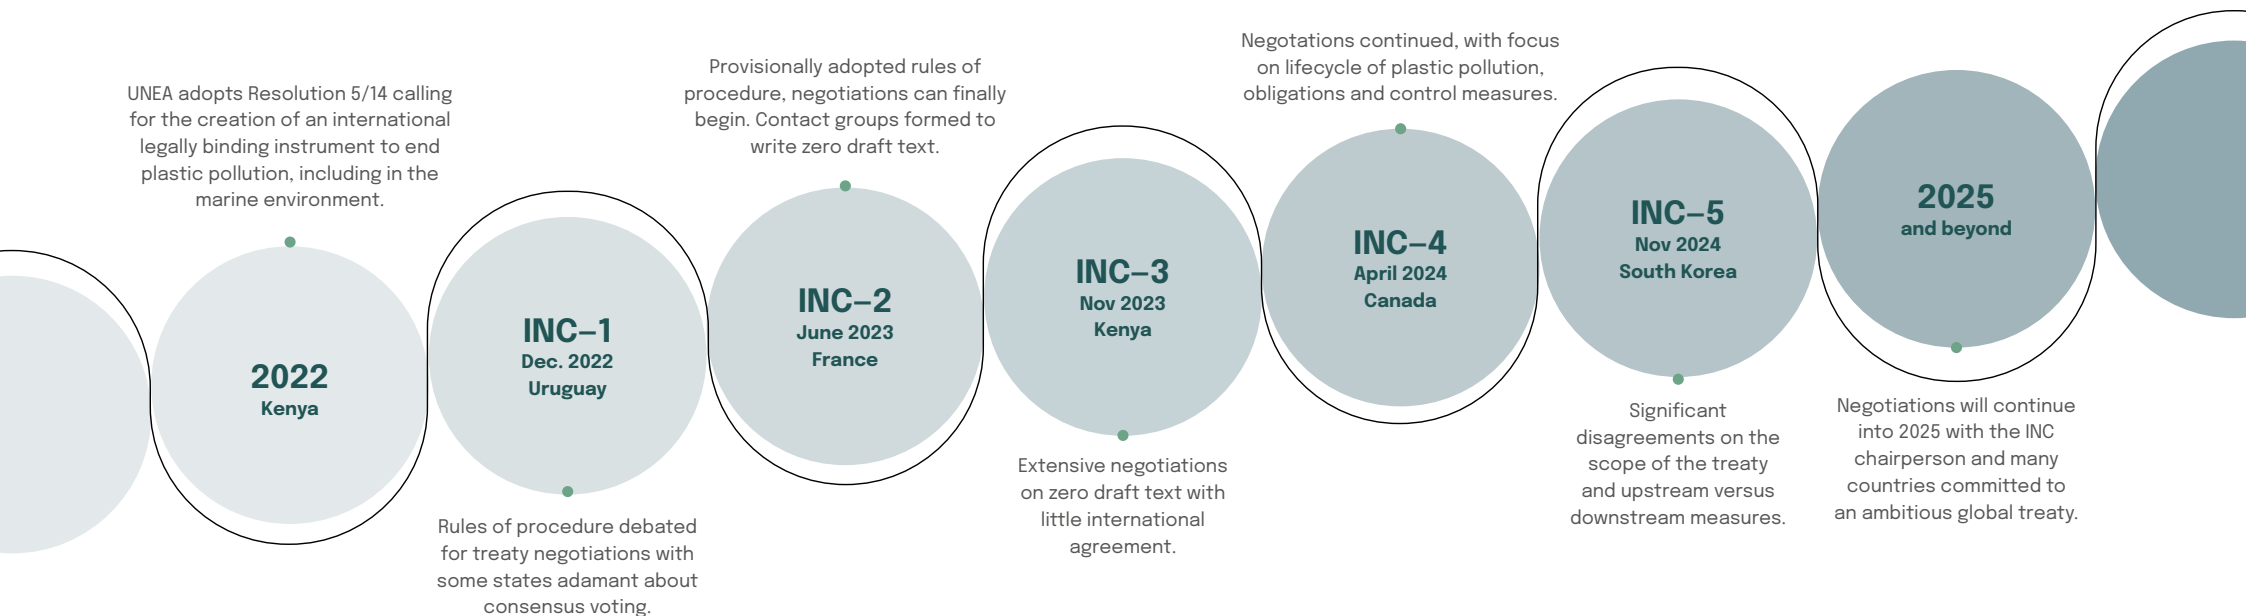 UNEA adopts Resolution 5/14 calling
for the creation of an international
legally binding instrument to end
plastic pollution, including in the
marine environment.
2022
Kenya
INC–1
Dec. 2022
Uruguay
Rules of procedure debated
for treaty negotiations with
some states adamant about
consensus voting.
Provisionally adopted rules of
procedure, negotiations can finally
begin. Contact groups formed to
write zero draft text.
INC–2
June 2023
France
INC–3
Nov 2023
Kenya
Extensive negotiations
on zero draft text with
little international
agreement.
Negotations continued, with focus
on lifecycle of plastic pollution,
obligations and control measures.
INC–4
April 2024
Canada
INC–5
Nov 2024
South Korea
Significant
disagreements on the
scope of the treaty
and upstream versus
downstream measures.
2025
and beyond
Negotiations will continue
into 2025 with the INC
chairperson and many
countries committed to
an ambitious global treaty.